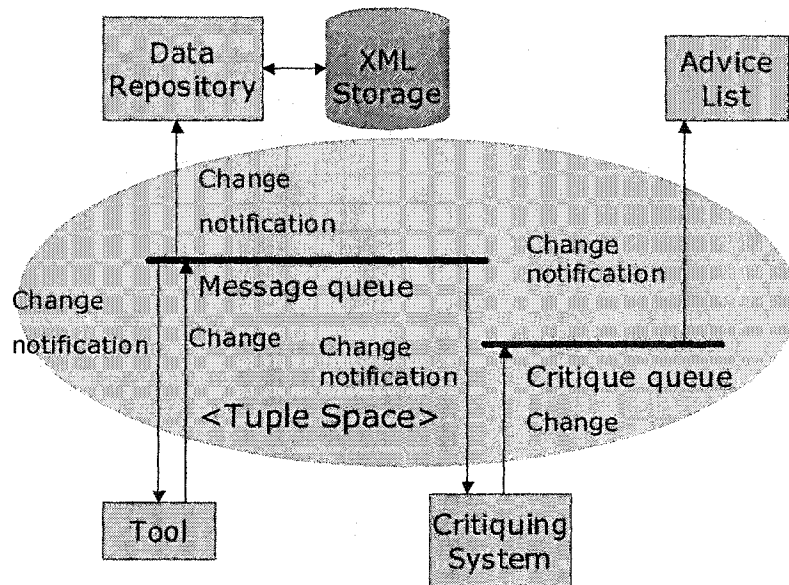 Data
Repository
XML
Storage
Advice
List
Change
notification
Change
notification
Message queue
Change
notification
Change
Change
notification
Critique queue
<Tuple Space>
Change
Tool
Critiquing
System